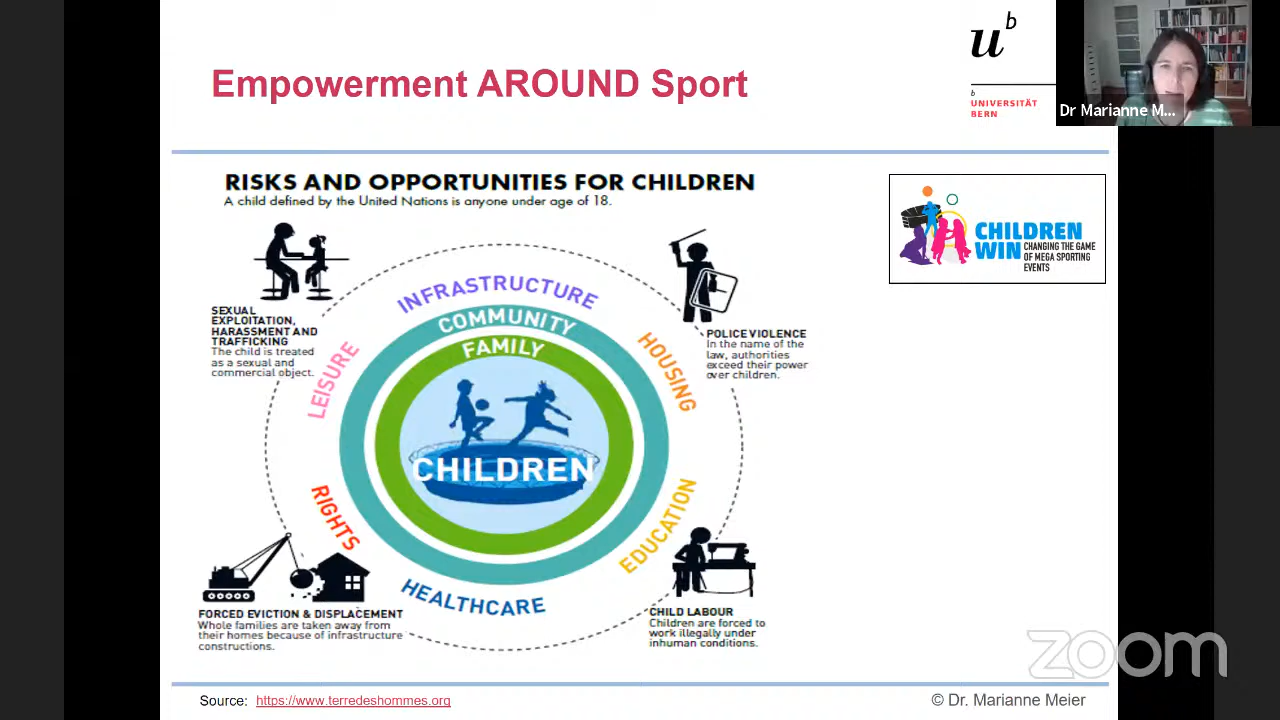 Empowerment AROUND Sport
u
b
b
UNIVERSITÄT
BERN
Dr Marianne M...
RISKS AND OPPORTUNITIES FOR CHILDREN
A child defined by the United Nations is anyone under age of 18.
CHILDREN
WIN
CHANGING THE GAME
OF MEGA SPORTING
EVENTS
SEXUAL
EXPLOITATION,
HARASSMENT AND
TRAFFICKING
The child is treated
as a sexual and
commercial object.
POLICE VIOLENCE
In the name of the
law, authorities
exceed their power
over children.
INFRASTRUCTURE
COMMUNITY
FAMILY
LEISURE
HOUSING
CHILDREN
RIGHTS
EDUCATION
HEALTHCARE
FORCED EVICTION & DISPLACEMENT
Whole families are taken away from
their homes because of infrastructure
constructions.
CHILD LABOUR
Children are forced to
work illegally under
inhuman conditions.
zoom
Source: https://www.terredeshommes.org
© Dr. Marianne Meier